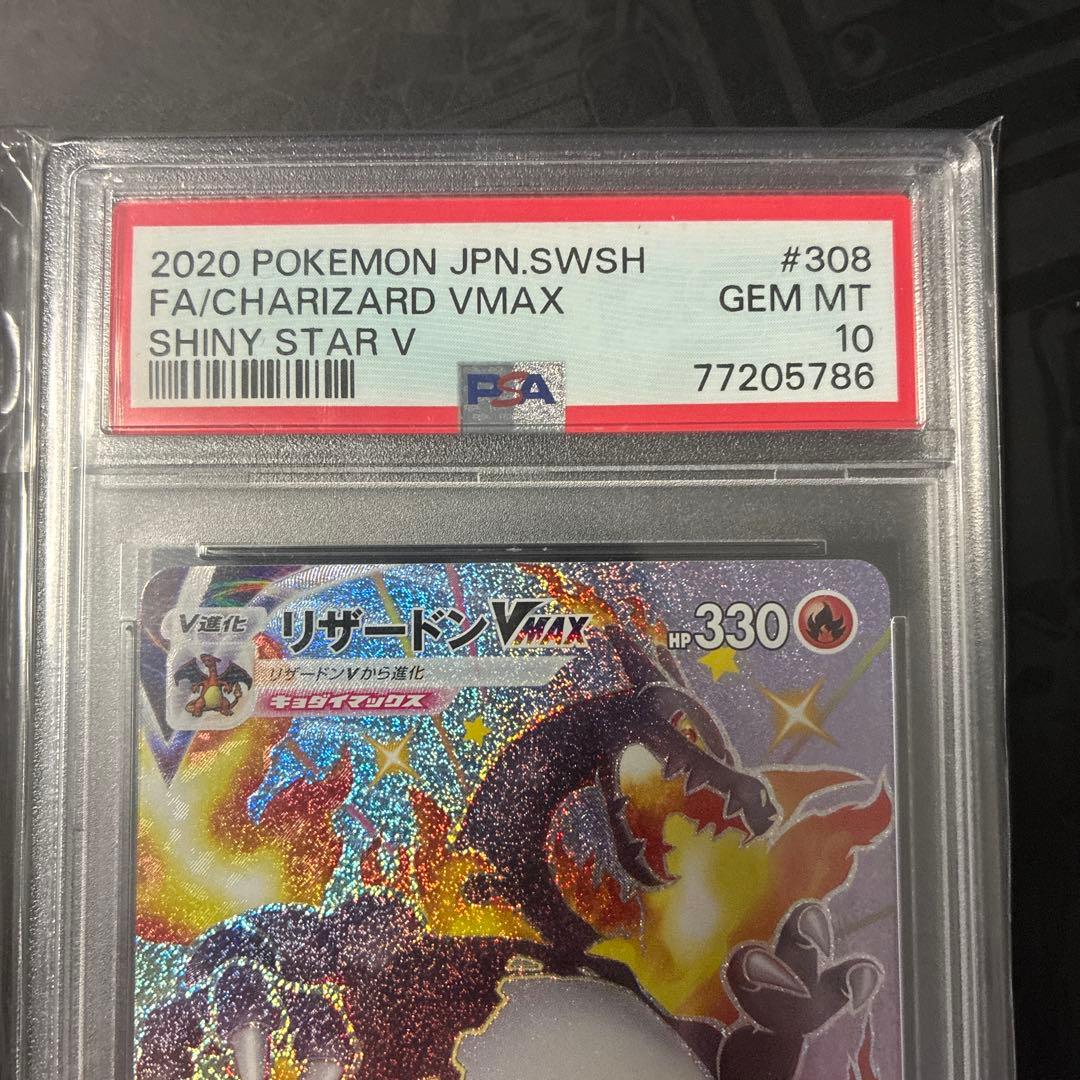 2020 POKEMON JPN.SWSH #308
FA/CHARIZARD VMAX GEM MT
SHINY STAR V 10
77205786
PSA
V進化 リザードンVMAX HP330
リザードンVから進化
キョダイマックス